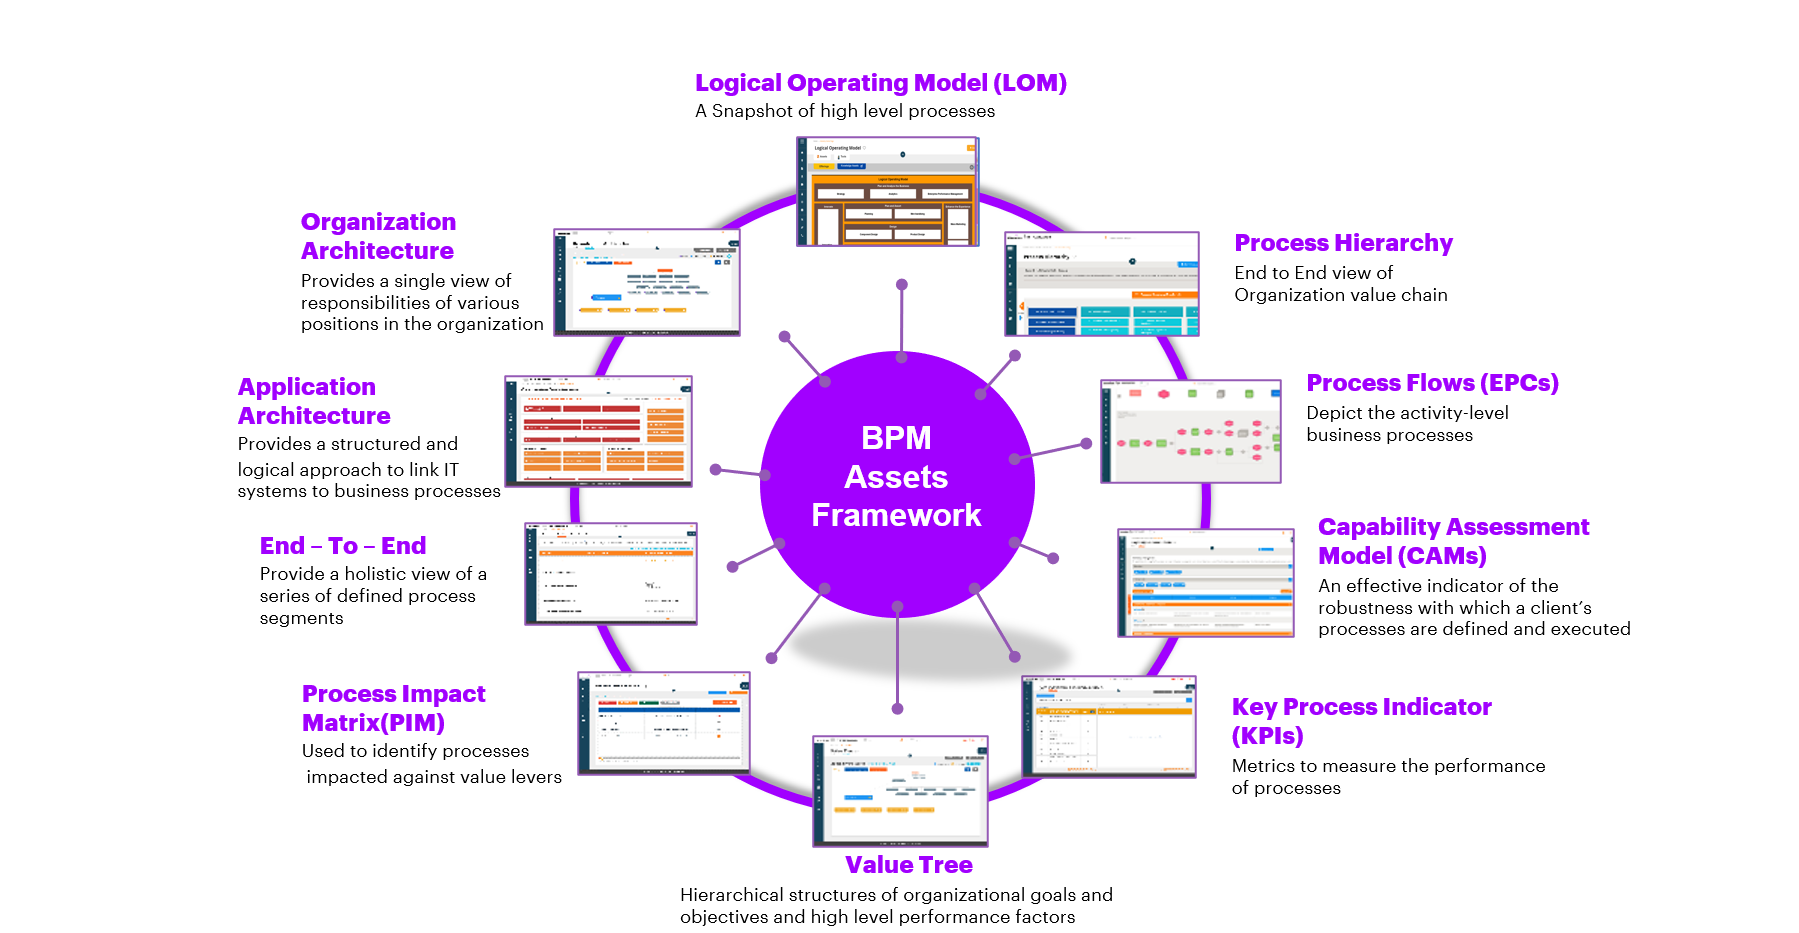 Logical Operating Model (LOM)
A Snapshot of high level processes
Logical Operating Model
Organization
Architecture
Provides a single view of
responsibilities of various
positions in the organization
Process Hierarchy
End to End view of
Organization value chain
Application
Architecture
Provides a structured and
logical approach to link IT
systems to business processes
Process Flows (EPCs)
Depict the activity-level
business processes
BPM
Assets
Framework
End – To – End
Provide a holistic view of a
series of defined process
segments
Capability Assessment
Model (CAMs)
An effective indicator of the
robustness with which a client’s
processes are defined and executed
Process Impact
Matrix(PIM)
Used to identify processes
impacted against value levers
Key Process Indicator
(KPIs)
Metrics to measure the performance
of processes
Value Tree
Hierarchical structures of organizational goals and
objectives and high level performance factors